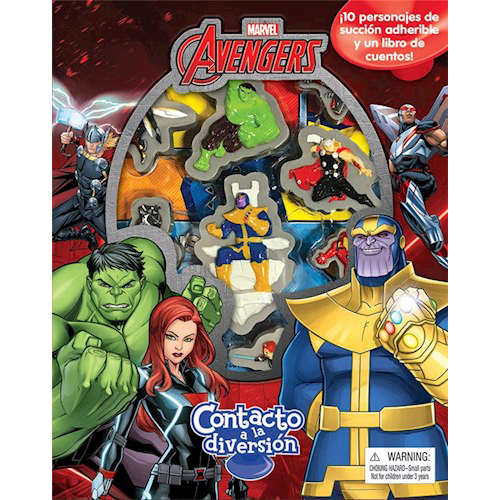 ¡10 personajes de
succión adherible
y un libro de
cuentos!
MARVEL
AVENGERS
Contacto
a la
diversión
WARNING:
CHOKING HAZARD–Small parts
Not for children under 3 years